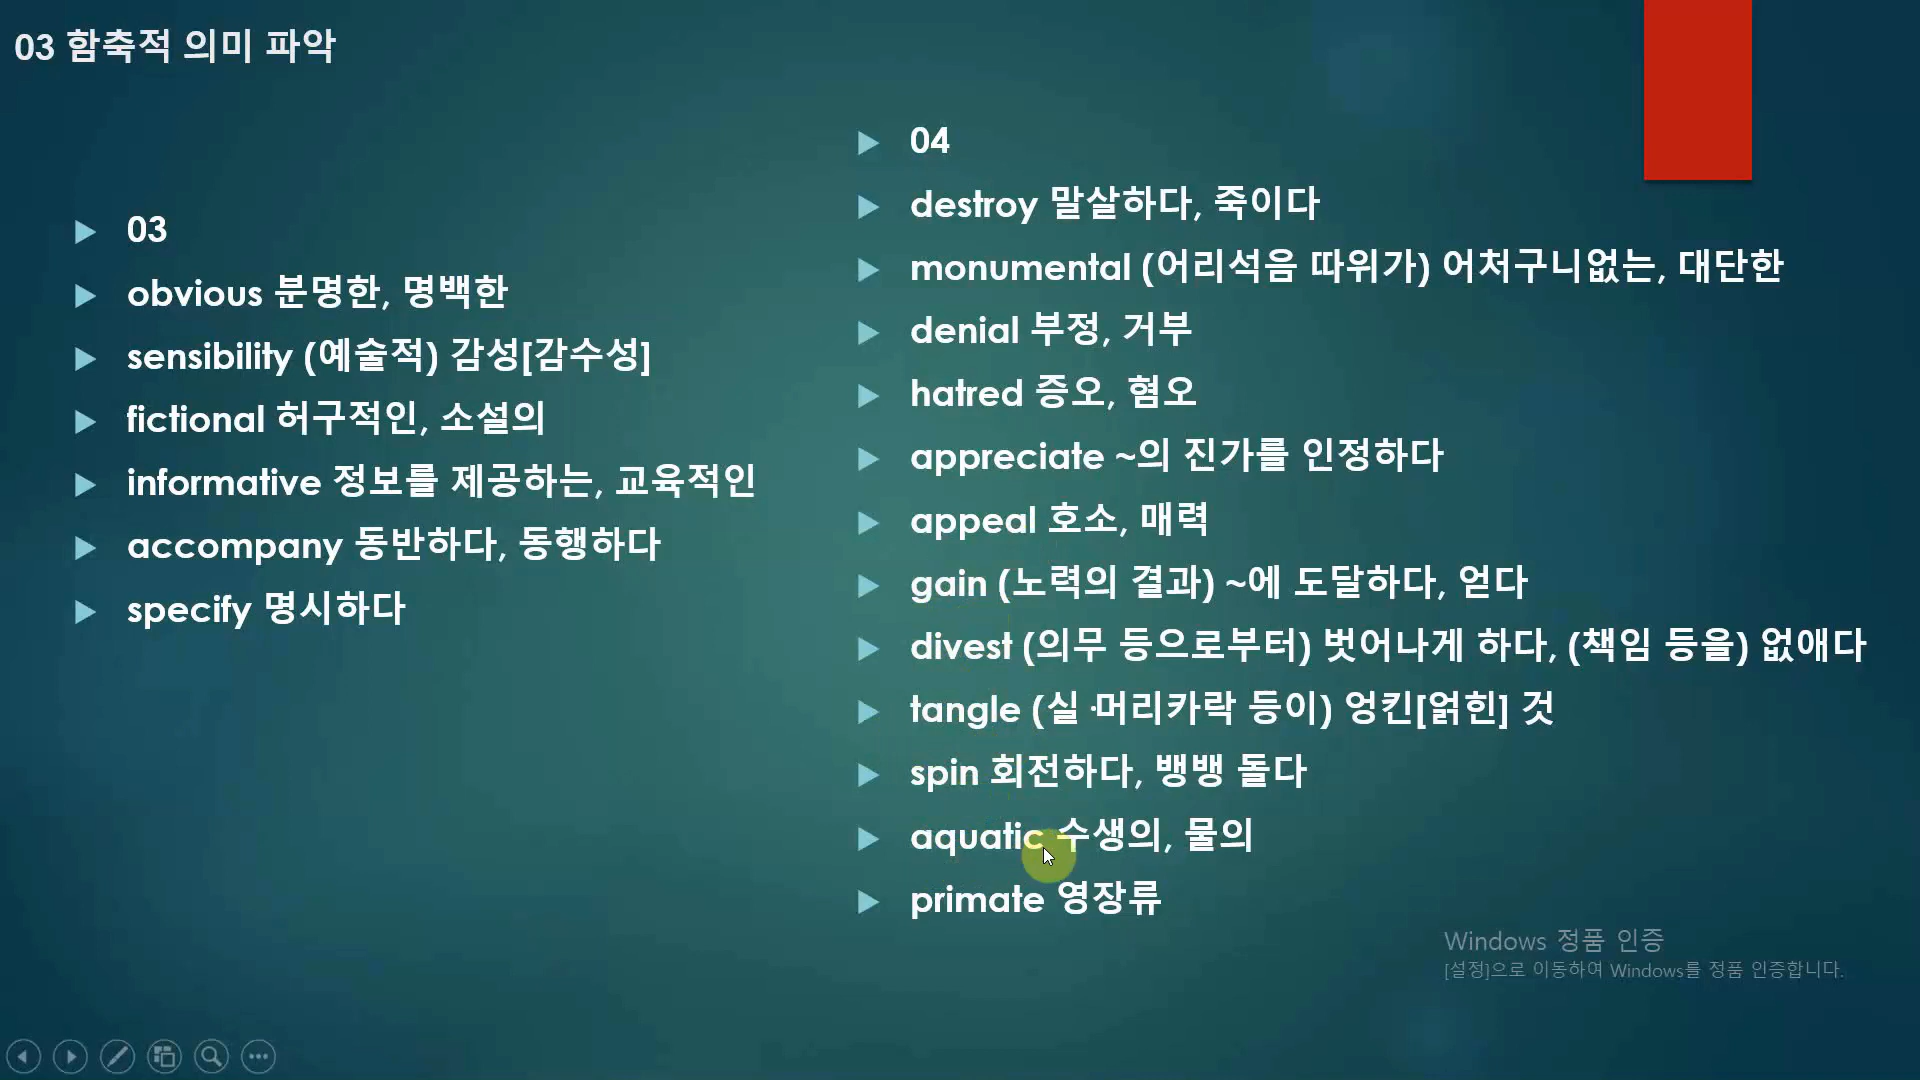 03 함축적 의미 파악
03
obvious 분명한, 명백한
sensibility (예술적) 감성[감수성]
fictional 허구적인, 소설의
informative 정보를 제공하는, 교육적인
accompany 동반하다, 동행하다
specify 명시하다
04
destroy 말살하다, 죽이다
monumental (어리석음 따위가) 어처구니없는, 대단한
denial 부정, 거부
hatred 증오, 혐오
appreciate ~의 진가를 인정하다
appeal 호소, 매력
gain (노력의 결과) ~에 도달하다, 얻다
divest (의무 등으로부터) 벗어나게 하다, (책임 등을) 없애다
tangle (실 ·머리카락 등이) 엉킨[얽힌] 것
spin 회전하다, 뱅뱅 돌다
aquatic 수생의, 물의
primate 영장류
Windows 정품 인증
[설정]으로 이동하여 Windows를 정품 인증합니다.